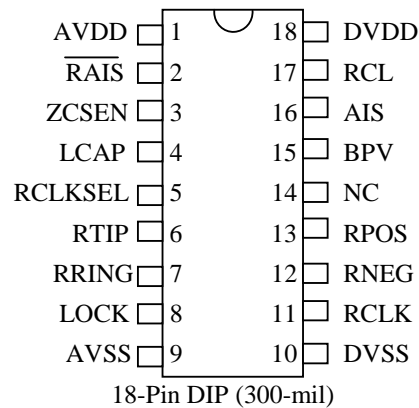 AVDD 1 18 DVDD
RAIS 2 17 RCL
ZCSEN 3 16 AIS
LCAP 4 15 BPV
RCLKSEL 5 14 NC
RTIP 6 13 RPOS
RRING 7 12 RNEG
LOCK 8 11 RCLK
AVSS 9 10 DVSS
18-Pin DIP (300-mil)